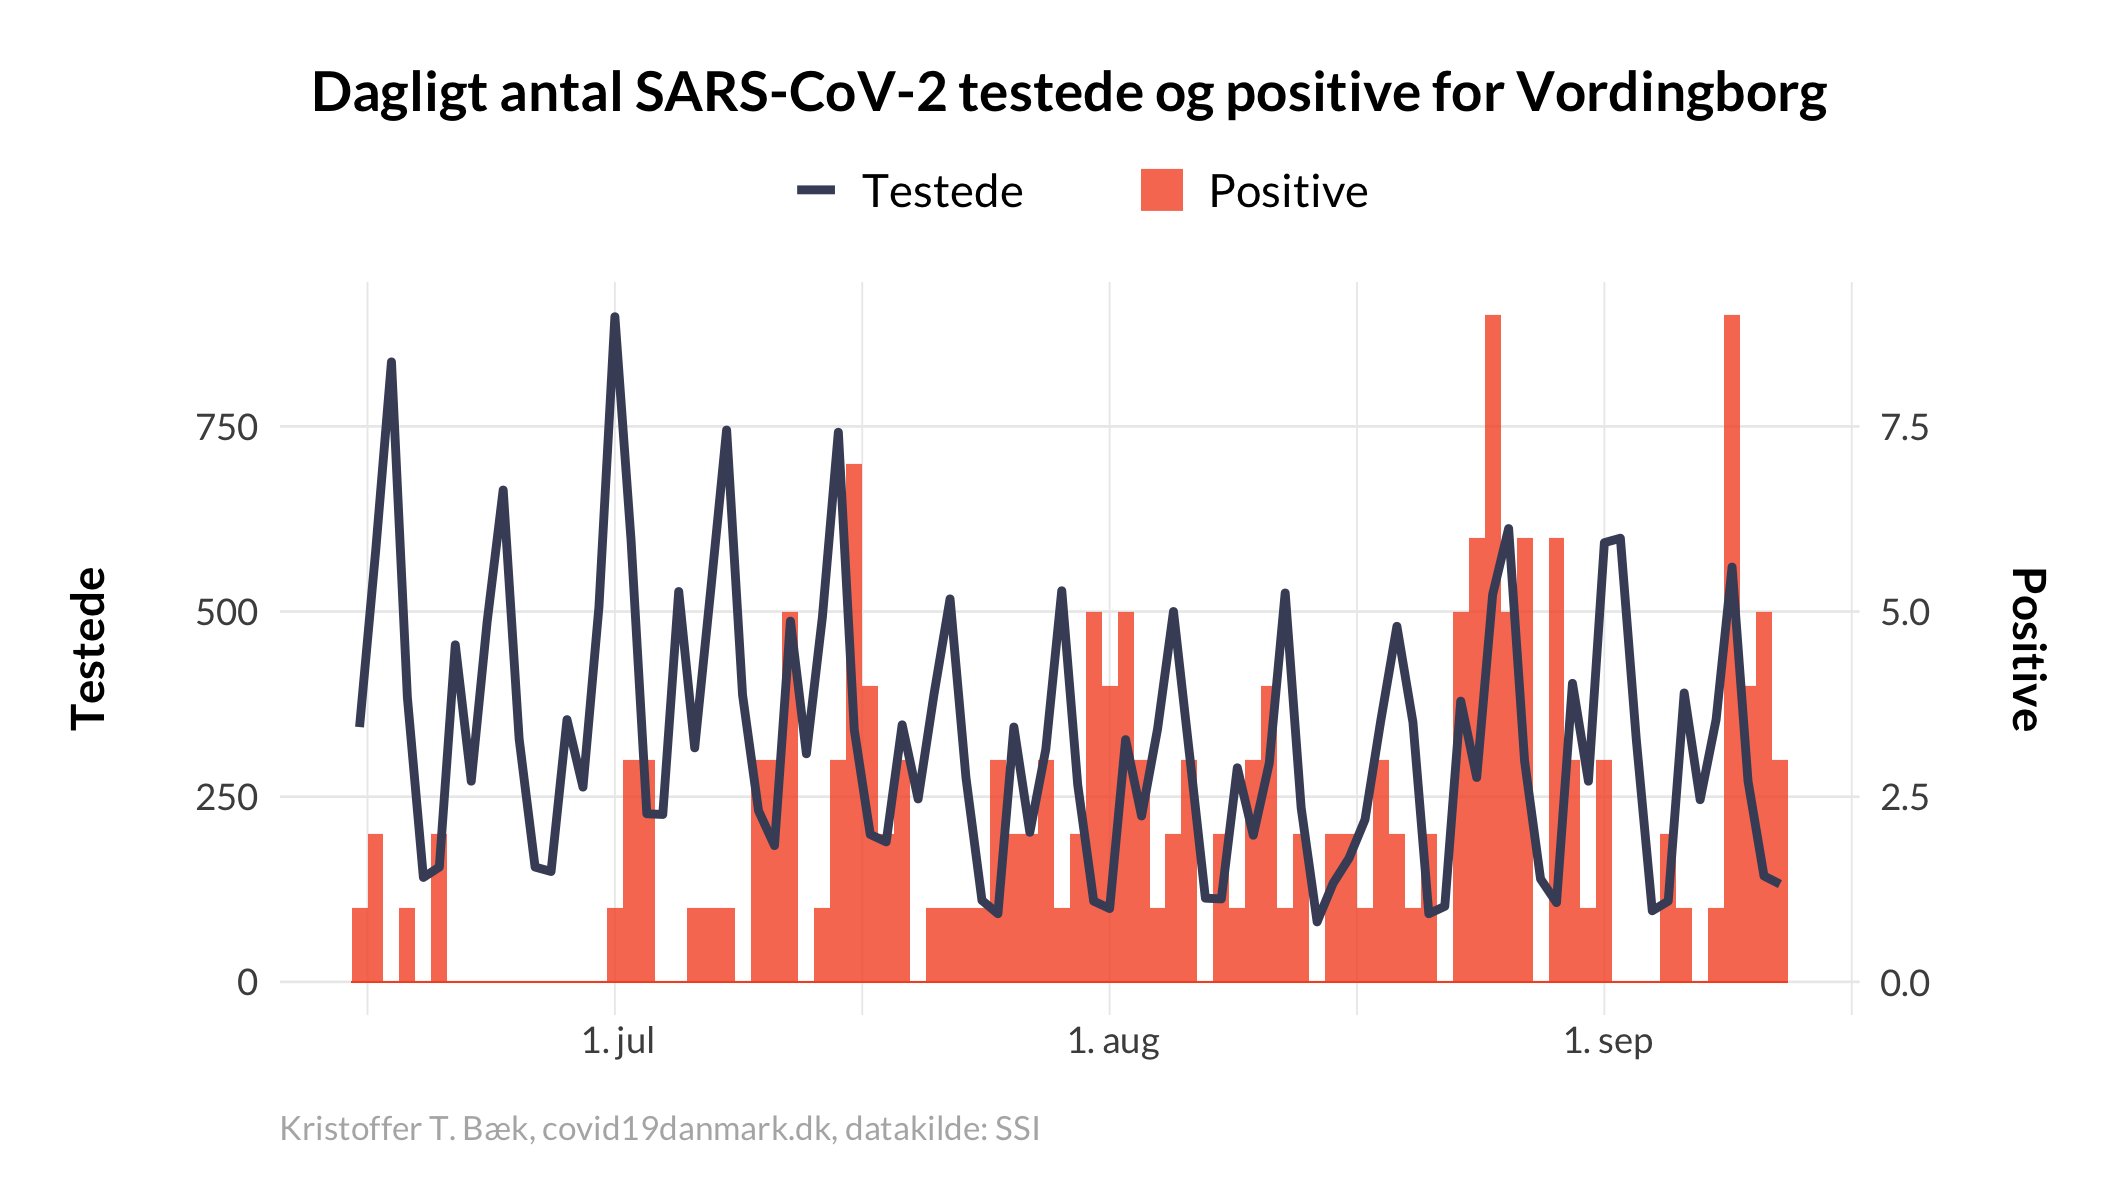 Dagligt antal SARS-CoV-2 testede og positive for Vordingborg
Testede
Positive
Testede
750
500
250
0
7.5
5.0
2.5
0.0
Positive
1. jul
1. aug
1. sep
Kristoffer T. Bæk, covid19danmark.dk, datakilde: SSI